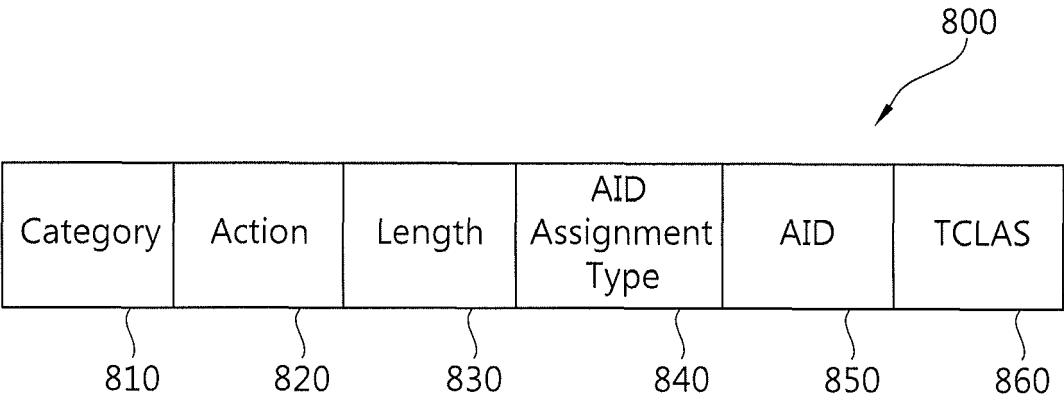 800
Category
Action
Length
AID
Assignment
Type
AID
TCLAS
810
820
830
840
850
860